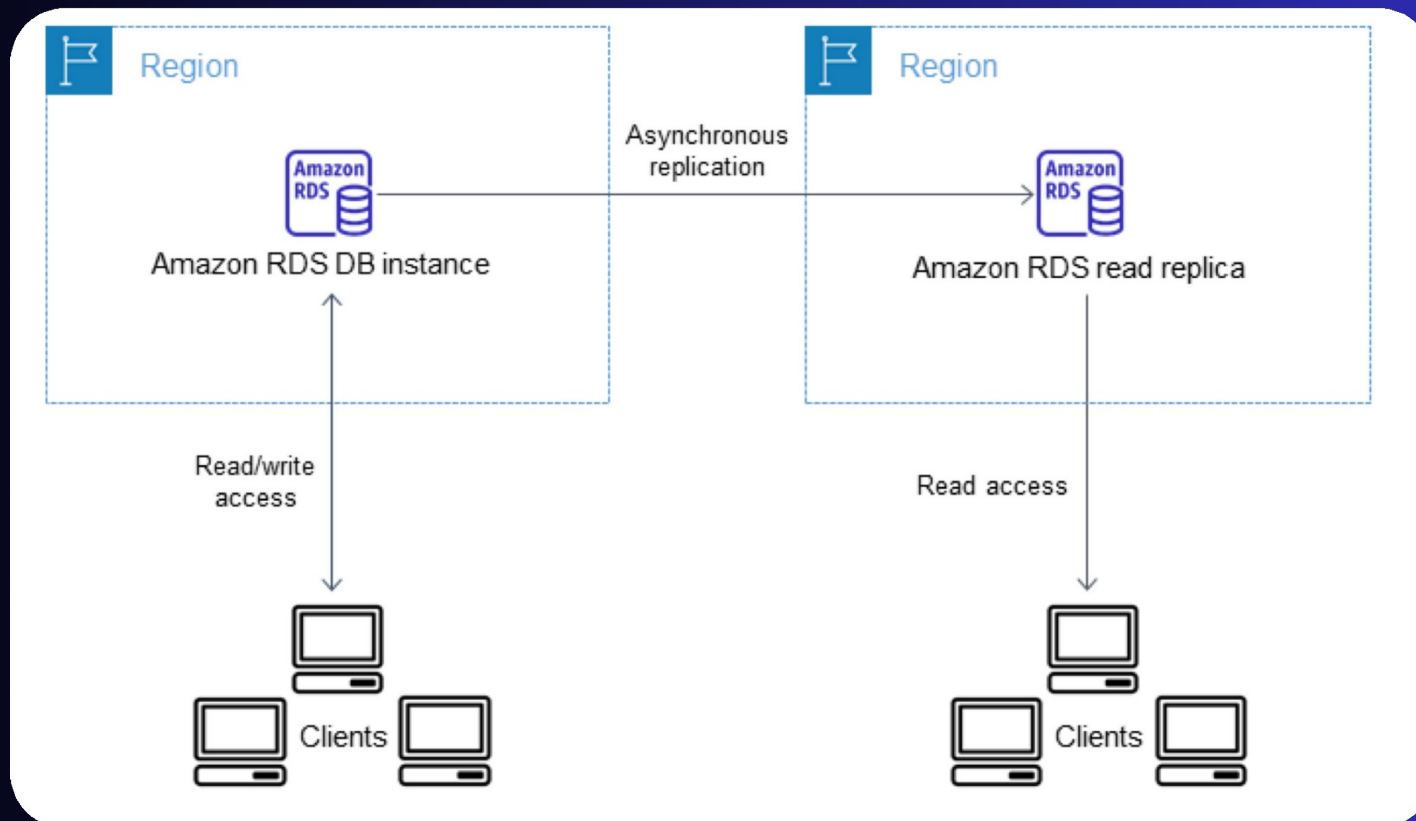 Region
Region
Asynchronous
replication
Amazon
RDS
Amazon
RDS
Amazon RDS DB instance
Amazon RDS read replica
Read/write
access
Read access
Clients
Clients